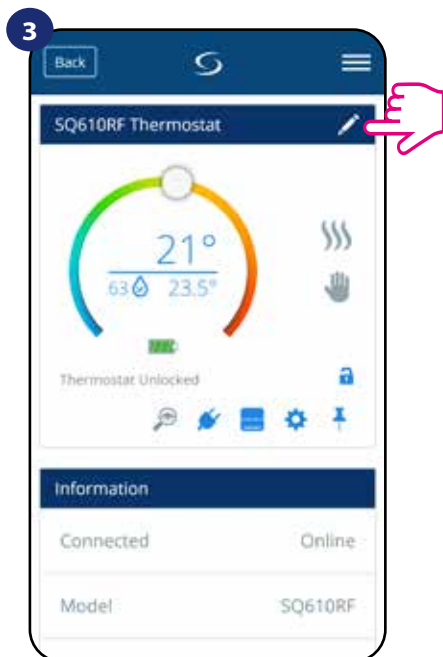 3
Back
SQ610RF Thermostat
21°
63 23.5°
Thermostat Unlocked
Information
Connected Online
Model SQ610RF